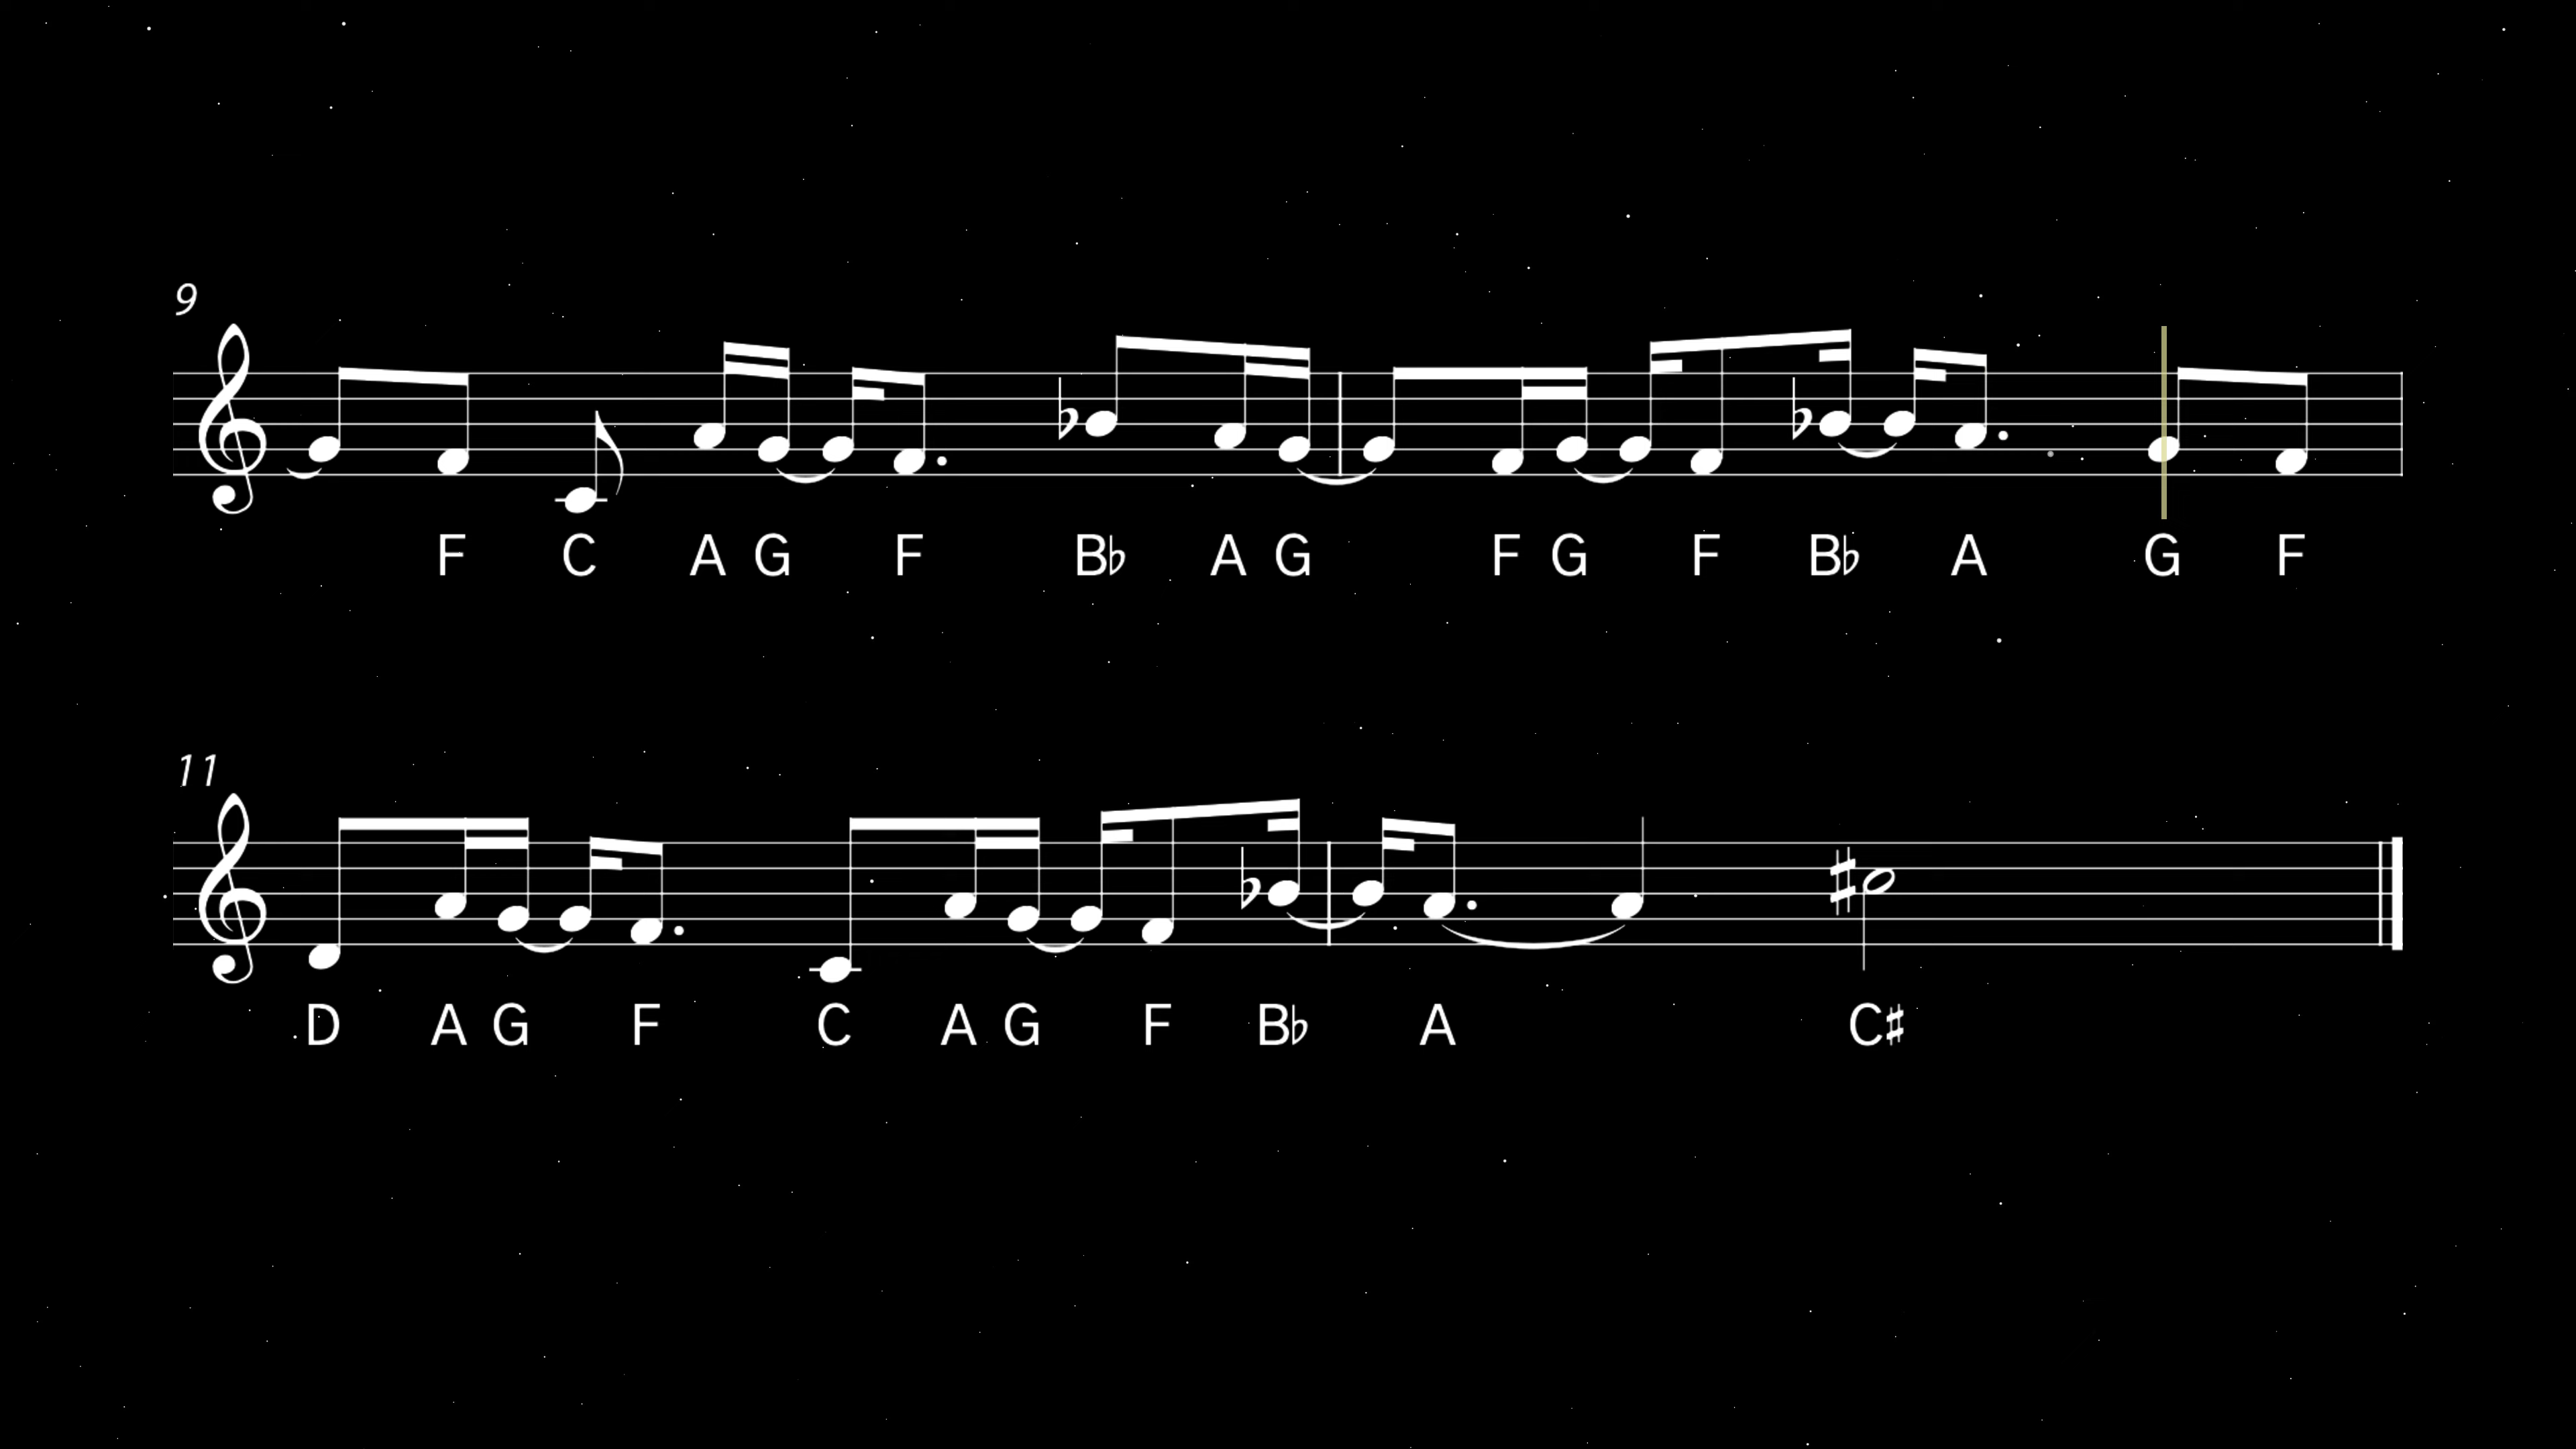 9
F C A G F B♭ A G F G F B♭ A G F
11
D A G F C A G F B♭ A C♯